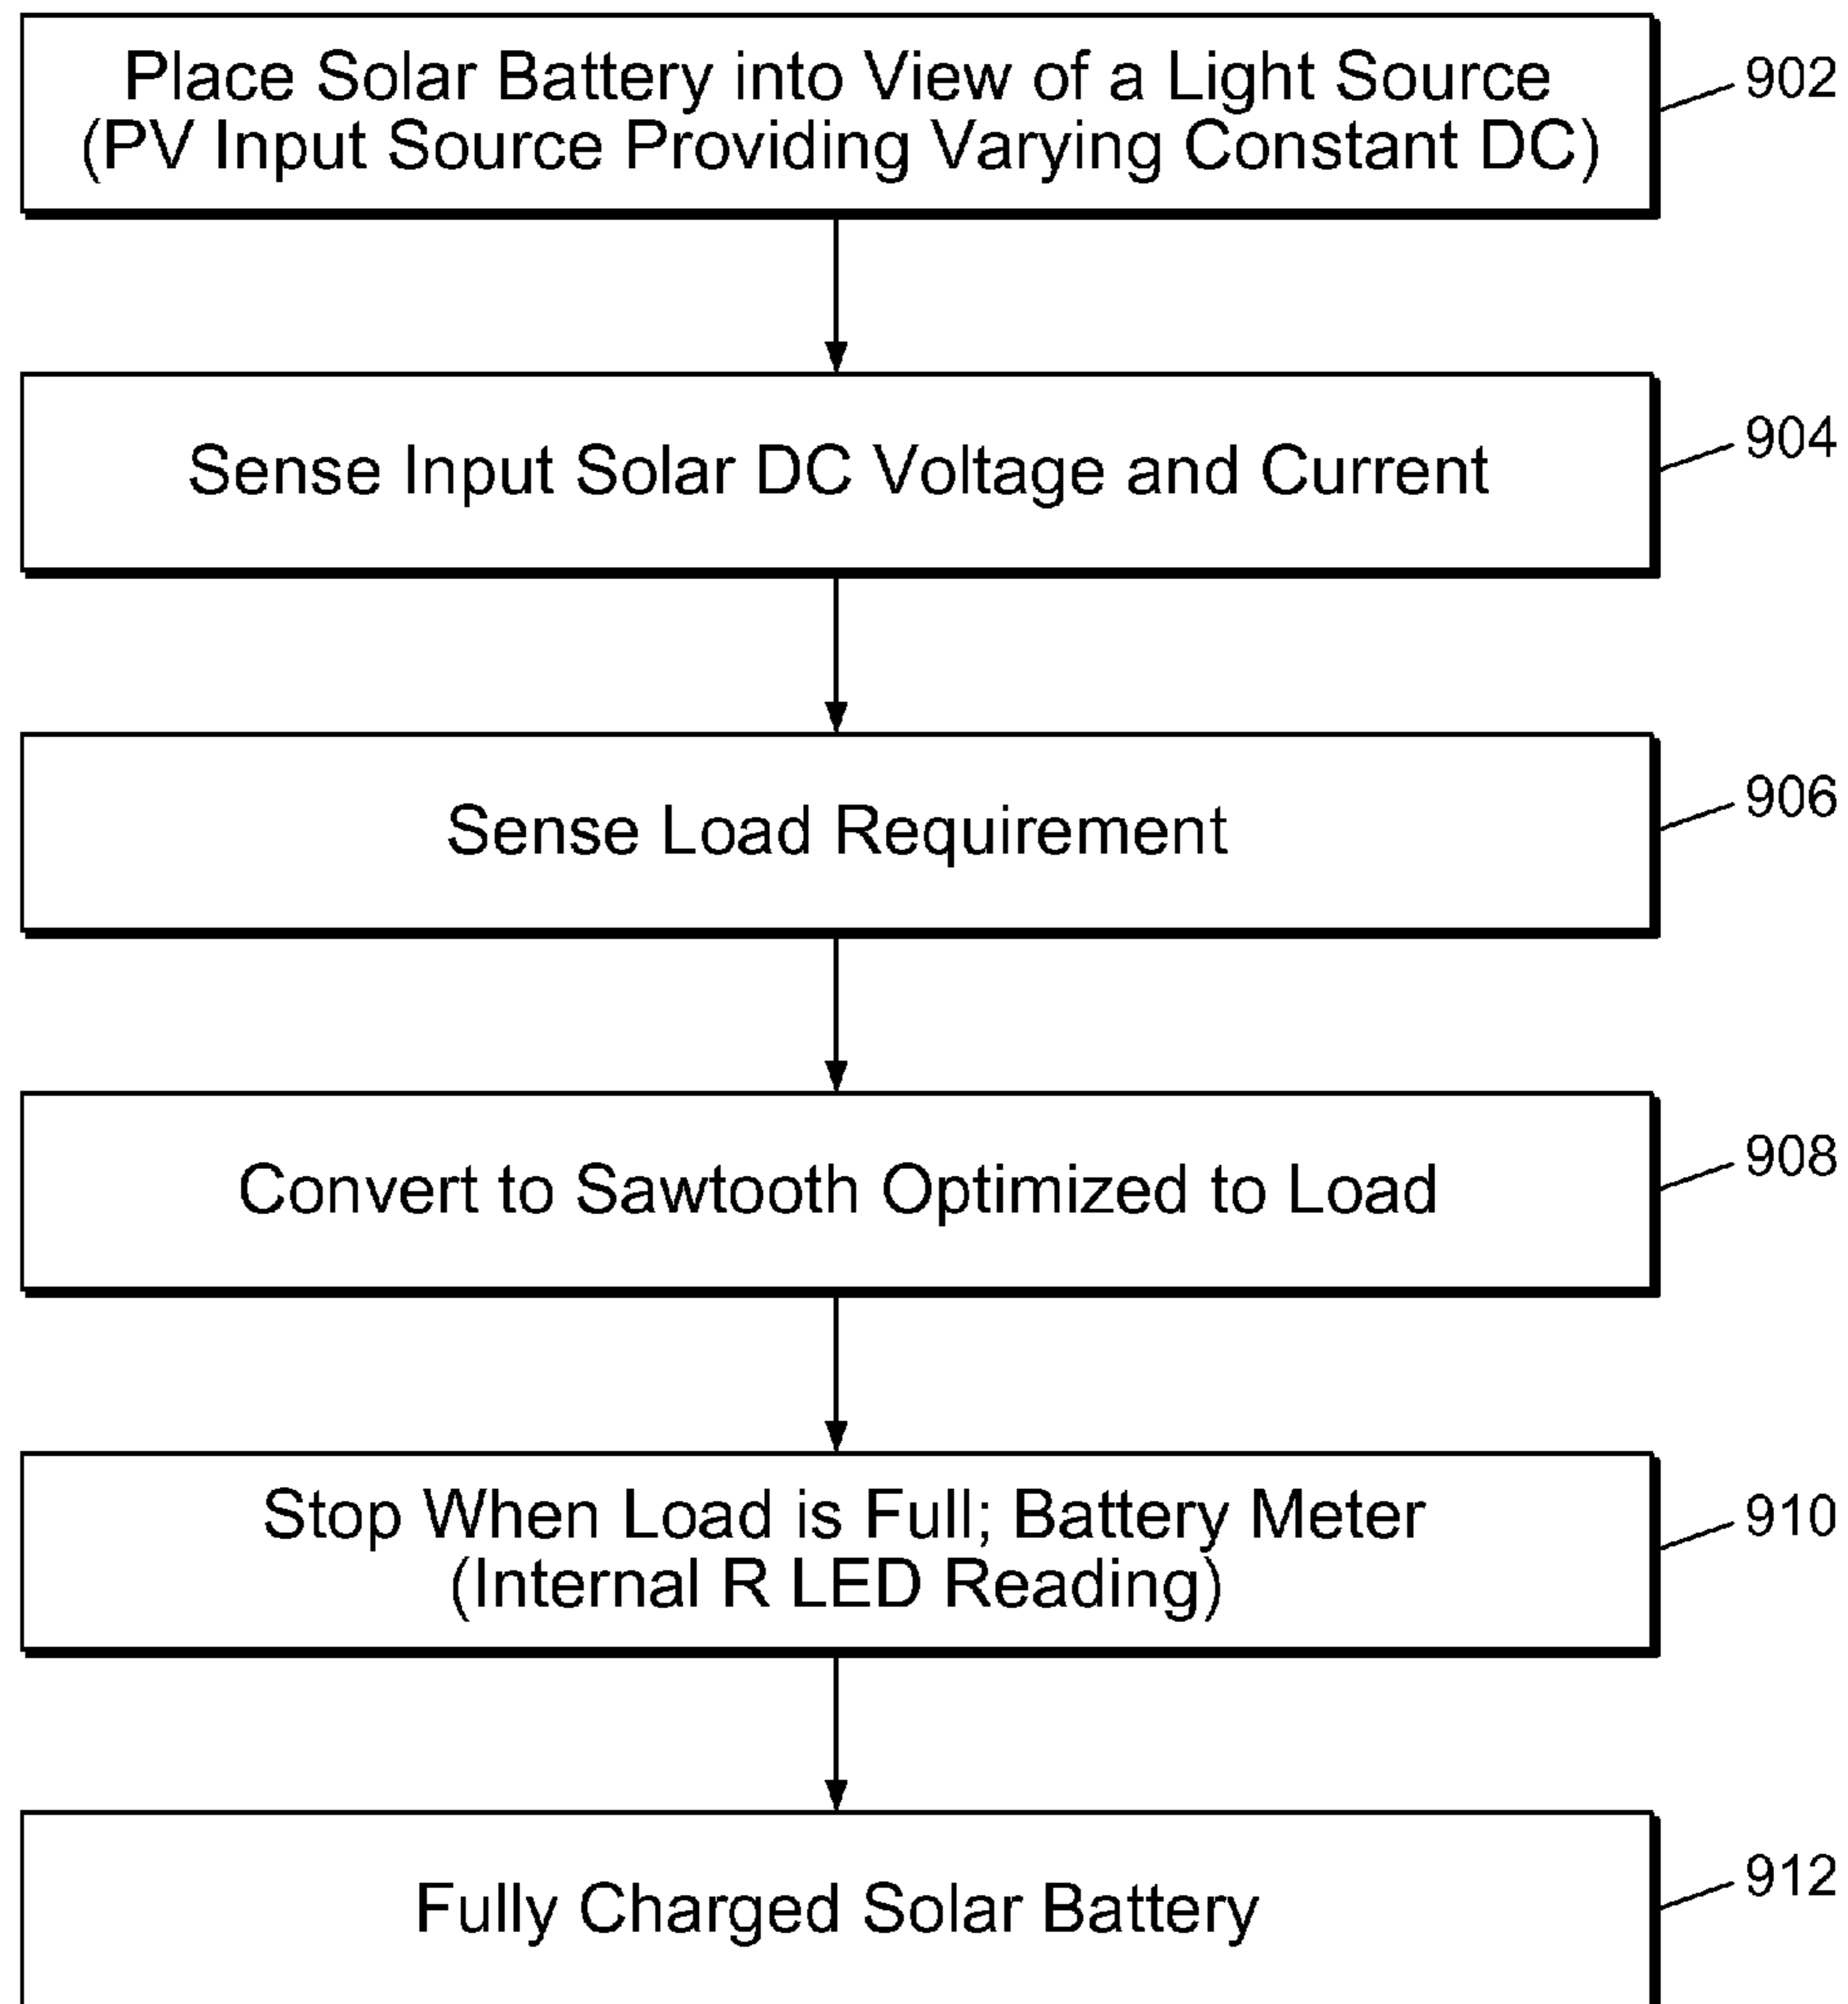 Place Solar Battery into View of a Light Source
(PV Input Source Providing Varying Constant DC)
902
Sense Input Solar DC Voltage and Current
904
Sense Load Requirement
906
Convert to Sawtooth Optimized to Load
908
Stop When Load is Full; Battery Meter
(Internal R LED Reading)
910
Fully Charged Solar Battery
912